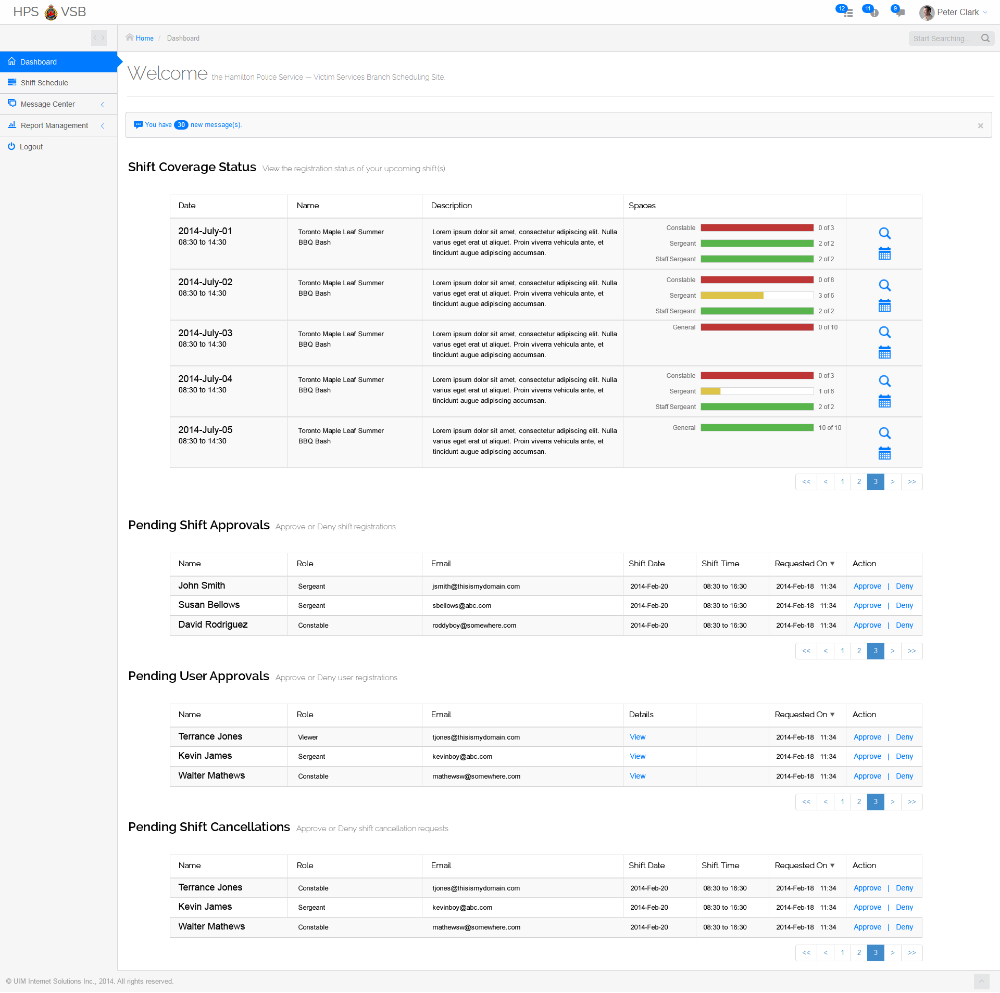 HPS VSB
12 11 9 Peter Clark
Home / Dashboard
Start Searching...
Dashboard
Shift Schedule
Message Center
Report Management
Logout
Welcome the Hamilton Police Service — Victim Services Branch Scheduling Site.
You have 30 new message(s).
×
Shift Coverage Status View the registration status of your upcoming shift(s).
Date Name Description Spaces
2014-July-01
08:30 to 14:30
Toronto Maple Leaf Summer
BBQ Bash
Lorem ipsum dolor sit amet, consectetur adipiscing elit. Nulla
varius eget erat ut aliquet. Proin viverra vehicula ante, et
tincidunt augue adipiscing accumsan.
Constable 0 of 3
Sergeant 2 of 2
Staff Sergeant 2 of 2
2014-July-02
08:30 to 14:30
Toronto Maple Leaf Summer
BBQ Bash
Lorem ipsum dolor sit amet, consectetur adipiscing elit. Nulla
varius eget erat ut aliquet. Proin viverra vehicula ante, et
tincidunt augue adipiscing accumsan.
Constable 0 of 8
Sergeant 3 of 6
Staff Sergeant 2 of 2
2014-July-03
08:30 to 14:30
Toronto Maple Leaf Summer
BBQ Bash
Lorem ipsum dolor sit amet, consectetur adipiscing elit. Nulla
varius eget erat ut aliquet. Proin viverra vehicula ante, et
tincidunt augue adipiscing accumsan.
General 0 of 10
2014-July-04
08:30 to 14:30
Toronto Maple Leaf Summer
BBQ Bash
Lorem ipsum dolor sit amet, consectetur adipiscing elit. Nulla
varius eget erat ut aliquet. Proin viverra vehicula ante, et
tincidunt augue adipiscing accumsan.
Constable 0 of 3
Sergeant 1 of 6
Staff Sergeant 2 of 2
2014-July-05
08:30 to 14:30
Toronto Maple Leaf Summer
BBQ Bash
Lorem ipsum dolor sit amet, consectetur adipiscing elit. Nulla
varius eget erat ut aliquet. Proin viverra vehicula ante, et
tincidunt augue adipiscing accumsan.
General 10 of 10
<< < 1 2 3 > >>
Pending Shift Approvals Approve or Deny shift registrations.
Name Role Email Shift Date Shift Time Requested On ▼ Action
John Smith Sergeant jsmith@thisismydomain.com 2014-Feb-20 08:30 to 16:30 2014-Feb-18 11:34 Approve | Deny
Susan Bellows Sergeant sbellows@abc.com 2014-Feb-20 08:30 to 16:30 2014-Feb-18 11:34 Approve | Deny
David Rodriguez Constable roddyboy@somewhere.com 2014-Feb-20 08:30 to 16:30 2014-Feb-18 11:34 Approve | Deny
<< < 1 2 3 > >>
Pending User Approvals Approve or Deny user registrations.
Name Role Email Details Requested On ▼ Action
Terrance Jones Viewer tjones@thisismydomain.com View 2014-Feb-18 11:34 Approve | Deny
Kevin James Sergeant kevinboy@abc.com View 2014-Feb-18 11:34 Approve | Deny
Walter Mathews Constable mathewsw@somewhere.com View 2014-Feb-18 11:34 Approve | Deny
<< < 1 2 3 > >>
Pending Shift Cancellations Approve or Deny shift cancellation requests
Name Role Email Shift Date Shift Time Requested On ▼ Action
Terrance Jones Constable tjones@thisismydomain.com 2014-Feb-20 08:30 to 16:30 2014-Feb-18 11:34 Approve | Deny
Kevin James Sergeant kevinboy@abc.com 2014-Feb-20 08:30 to 16:30 2014-Feb-18 11:34 Approve | Deny
Walter Mathews Constable mathewsw@somewhere.com 2014-Feb-20 08:30 to 16:30 2014-Feb-18 11:34 Approve | Deny
<< < 1 2 3 > >>
© UIM Internet Solutions Inc., 2014. All rights reserved.